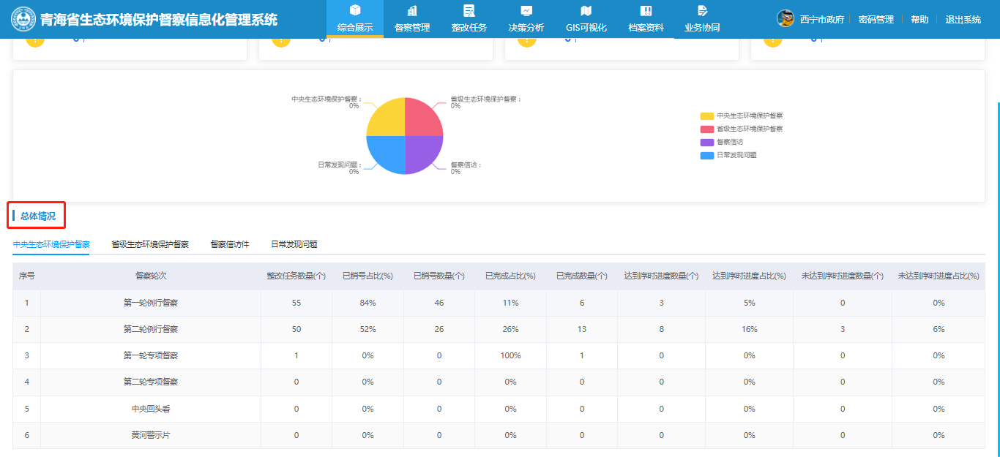 青海省生态环境保护督察信息化管理系统
综合展示 督察管理 整改任务 决策分析 GIS可视化 档案资料 业务协同
西宁市政府 密码管理 帮助 退出系统
中央生态环境保护督察：
0%
省级生态环境保护督察：
0%
日常发现问题：
0%
督察信访：
0%
中央生态环境保护督察
省级生态环境保护督察
督察信访
日常发现问题
总体情况
中央生态环境保护督察 省级生态环境保护督察 督察信访件 日常发现问题
序号 督察轮次 整改任务数量(个) 已销号占比(%) 已销号数量(个) 已完成占比(%) 已完成数量(个) 达到序时进度数量(个) 达到序时进度占比(%) 未达到序时进度数量(个) 未达到序时进度占比(%)
1 第一轮例行督察 55 84% 46 11% 6 3 5% 0 0%
2 第二轮例行督察 50 52% 26 26% 13 8 16% 3 6%
3 第一轮专项督察 1 0% 0 100% 1 0 0% 0 0%
4 第二轮专项督察 0 0% 0 0% 0 0 0% 0 0%
5 中央回头看 0 0% 0 0% 0 0 0% 0 0%
6 黄河警示片 0 0% 0 0% 0 0 0% 0 0%